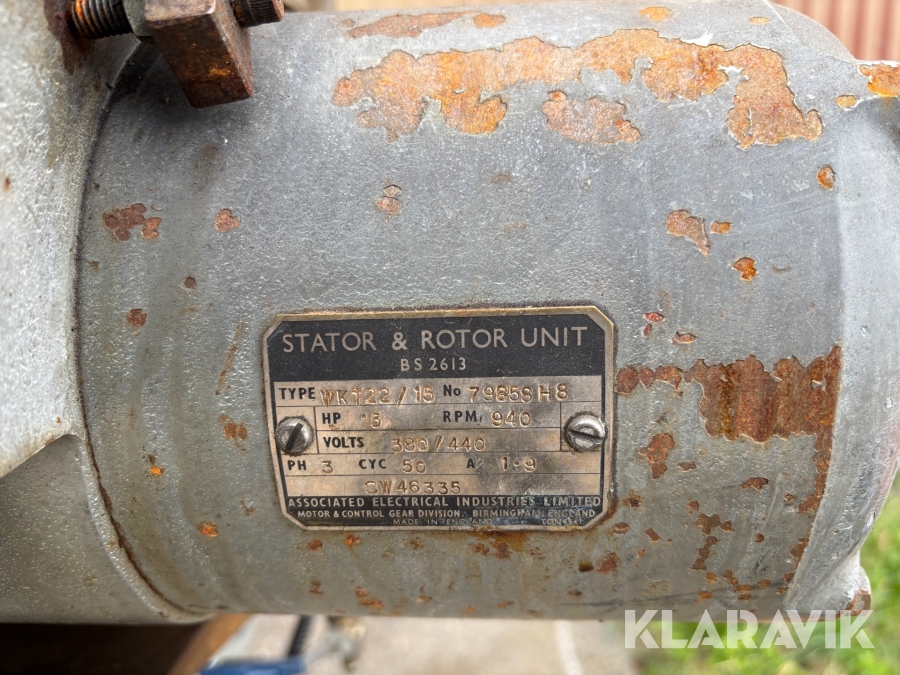 STATOR & ROTOR UNIT
BS 2613
TYPE WKT22/15 No 79858H8
HP ·6 RPM 940
VOLTS 380/440
PH 3 CYC 50 A 1·9
SW46335
ASSOCIATED ELECTRICAL INDUSTRIES LIMITED
MOTOR & CONTROL GEAR DIVISION. BIRMINGHAM, ENGLAND
MADE IN ENGLAND
KLARAVIK